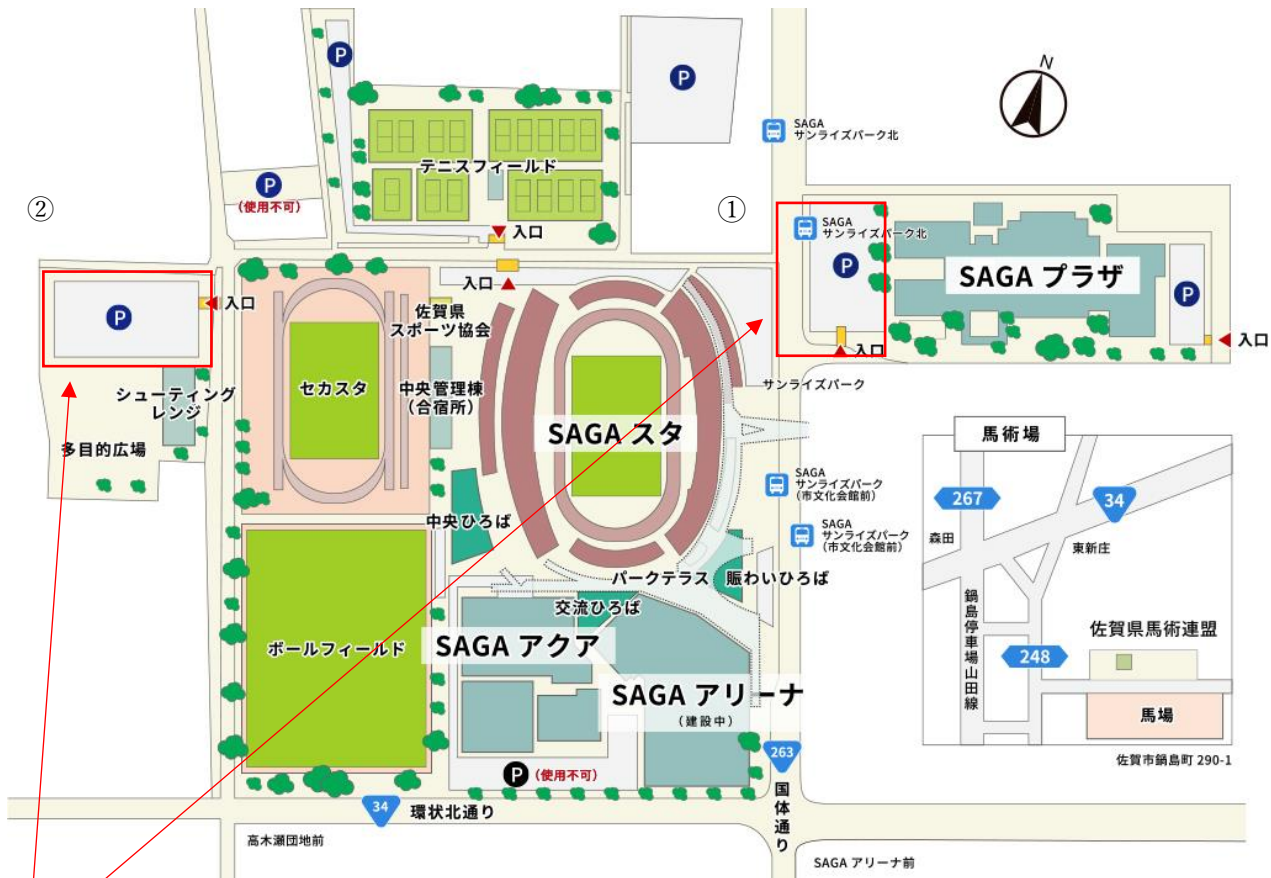 N
P
P
SAGA
サンライズパーク北
テニスフィールド
P
(使用不可)
②
①
入口
SAGA
サンライズパーク北
P
SAGA プラザ
P
入口
入口
P
入口
入口
佐賀県
スポーツ協会
サンライズパーク
シューティング
レンジ
セカスタ
中央管理棟
(合宿所)
多目的広場
SAGA スタ
SAGA
サンライズパーク
(市文化会館前)
SAGA
サンライズパーク
(市文化会館前)
中央ひろば
パークテラス
賑わいひろば
交流ひろば
ボールフィールド
SAGA アクア
SAGA アリーナ
(建設中)
P
(使用不可)
263
国体通り
34
環状北通り
高木瀬団地前
SAGA アリーナ前
馬術場
267
34
森田
東新庄
鍋島停車場山田線
248
佐賀県馬術連盟
馬場
佐賀市鍋島町 290-1